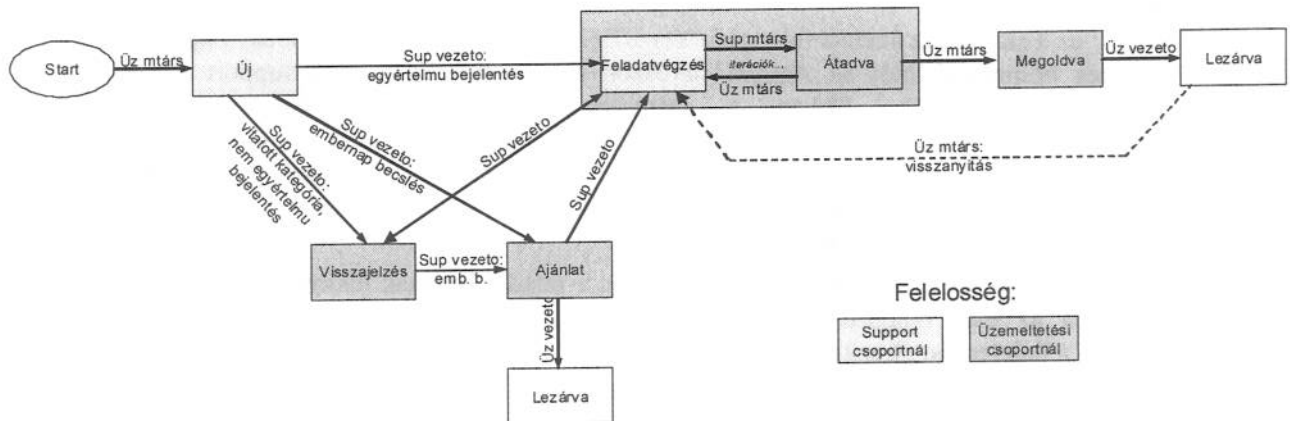 Start
Üz mtárs
Új
Sup vezeto:
egyértelmu bejelentés
Feladatvégzés
Sup mtárs
iterációk...
Üz mtárs
Átadva
Üz mtárs
Megoldva
Üz vezeto
Lezárva
Sup vezeto:
vitatott kategória,
nem egyértelmu
bejelentés
Sup vezeto:
embernap becslés
Sup vezeto
Sup vezeto
Üz mtárs:
visszanyitás
Visszajelzés
Sup vezeto:
emb. b.
Ajánlat
Üz vezeto
Lezárva
Felelosség:
Support
csoportnál
Üzemeltetési
csoportnál